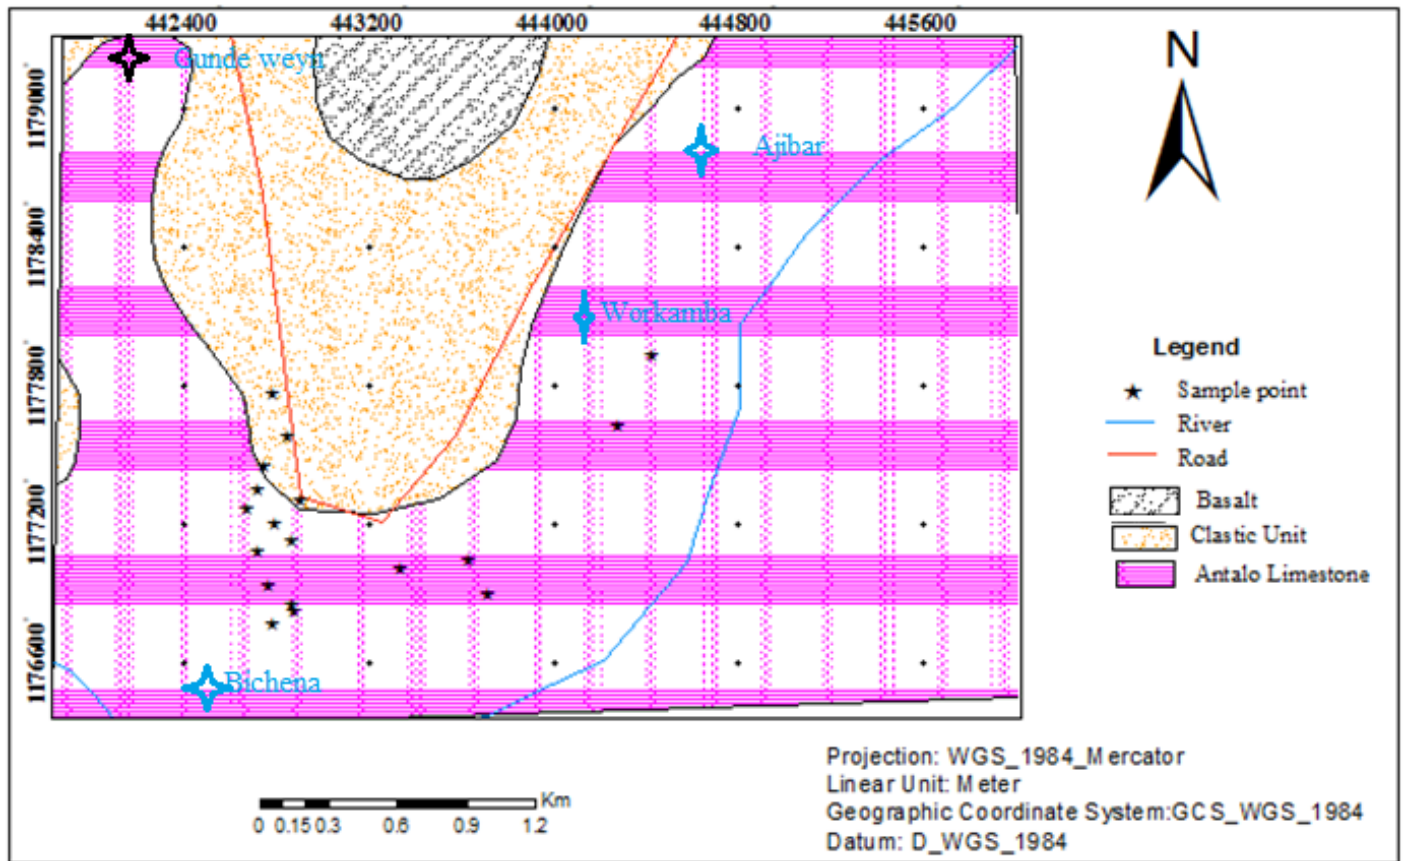 442400 443200 444000 444800 445600
1179000
1178400
1177800
1177200
1176600
Gunde weyn
Ajibar
Workamba
Bichena
N
Legend
Sample point
River
Road
Basalt
Clastic Unit
Antalo Limestone
Km
0 0.15 0.3 0.6 0.9 1.2
Projection: WGS_1984_Mercator
Linear Unit: Meter
Geographic Coordinate System:GCS_WGS_1984
Datum: D_WGS_1984